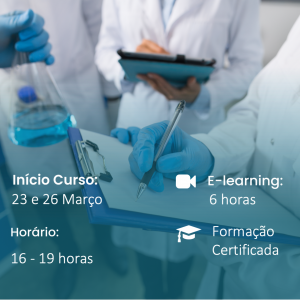 Início Curso:
23 e 26 Março
Horário:
16 - 19 horas
E-learning:
6 horas
Formação
Certificada